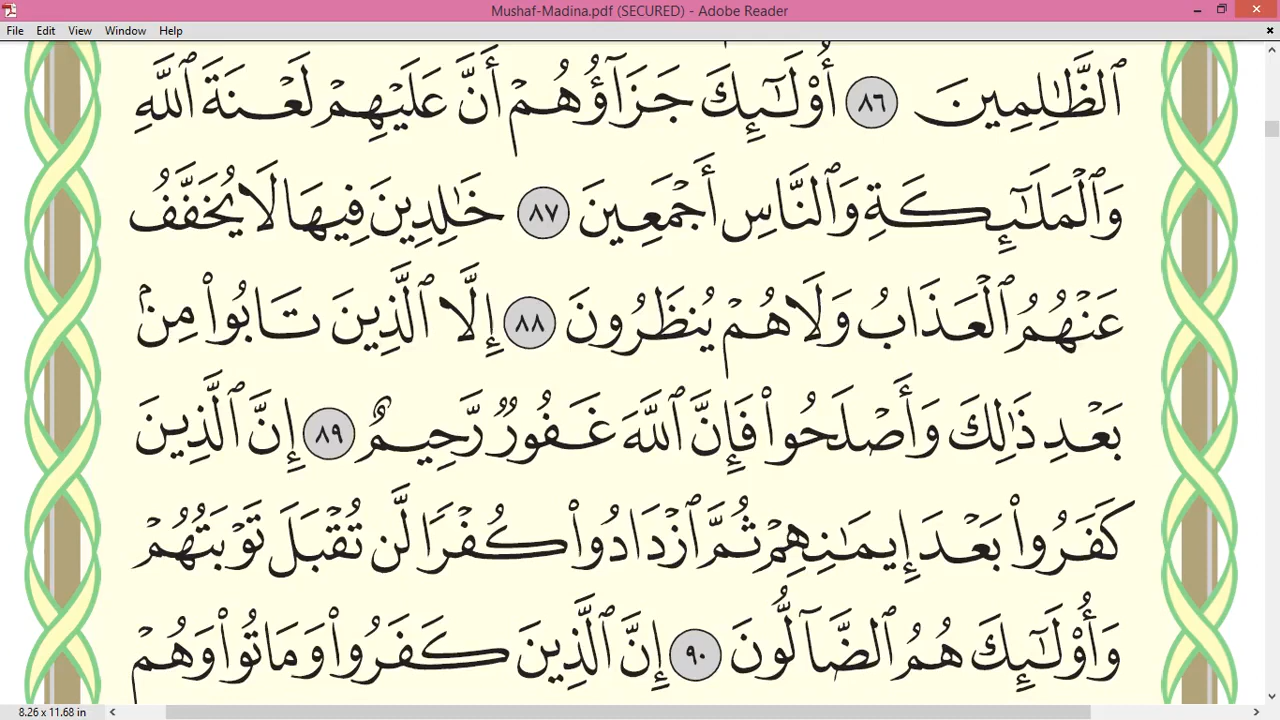 Mushaf-Madina.pdf (SECURED) - Adobe Reader
File Edit View Window Help
ٱلظَّٰلِمِينَ ٨٦ أُوْلَٰٓئِكَ جَزَآؤُهُمۡ أَنَّ عَلَيۡهِمۡ لَعۡنَةَ ٱللَّهِ
وَٱلۡمَلَٰٓئِكَةِ وَٱلنَّاسِ أَجۡمَعِينَ ٨٧ خَٰلِدِينَ فِيهَا لَا يُخَفَّفُ
عَنۡهُمُ ٱلۡعَذَابُ وَلَا هُمۡ يُنظَرُونَ ٨٨ إِلَّا ٱلَّذِينَ تَابُواْ مِنۢ
بَعۡدِ ذَٰلِكَ وَأَصۡلَحُواْ فَإِنَّ ٱللَّهَ غَفُورٞ رَّحِيمٌ ٨٩ إِنَّ ٱلَّذِينَ
كَفَرُواْ بَعۡدَ إِيمَٰنِهِمۡ ثُمَّ ٱزۡدَادُواْ كُفۡرٗا لَّن تُقۡبَلَ تَوۡبَتُهُمۡ
وَأُوْلَٰٓئِكَ هُمُ ٱلضَّآلُّونَ ٩٠ إِنَّ ٱلَّذِينَ كَفَرُواْ وَمَاتُواْ وَهُمۡ
8.26 x 11.68 in